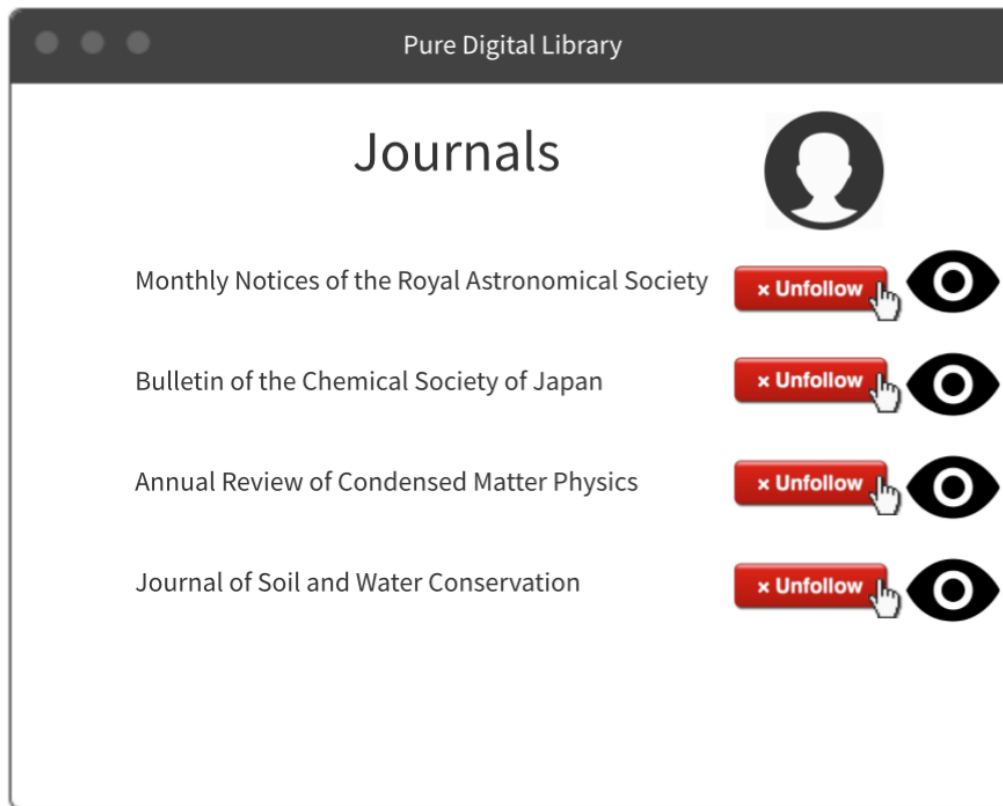 Pure Digital Library
Journals
Monthly Notices of the Royal Astronomical Society
× Unfollow
Bulletin of the Chemical Society of Japan
× Unfollow
Annual Review of Condensed Matter Physics
× Unfollow
Journal of Soil and Water Conservation
× Unfollow